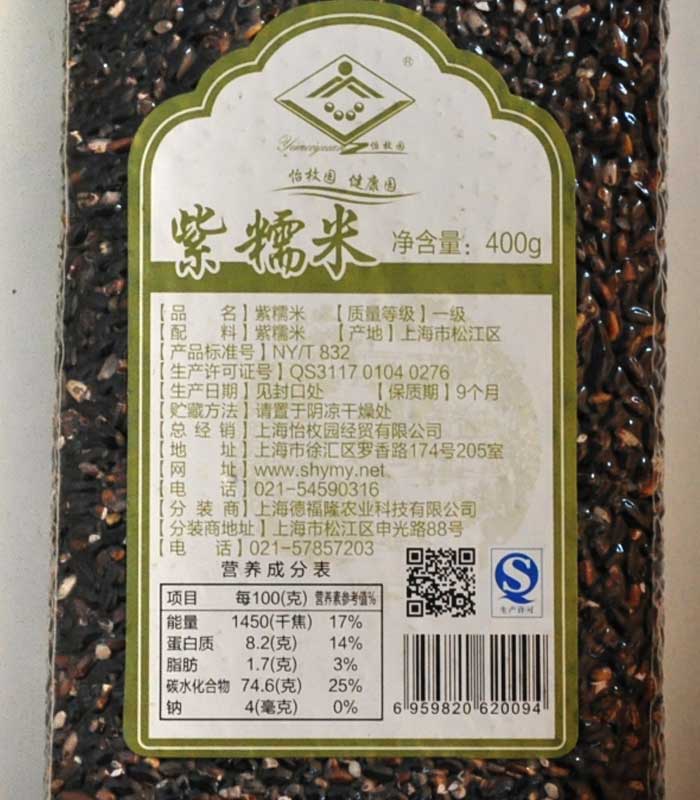 ®
怡枚园
怡枚园 健康园
紫糯米 净含量：400g
【品 名】紫糯米 【质量等级】一级
【配 料】紫糯米 【产地】上海市松江区
【产品标准号】NY/T 832
【生产许可证号】QS3117 0104 0276
【生产日期】见封口处 【保质期】9个月
【贮藏方法】请置于阴凉干燥处
【总 经 销】上海怡枚园经贸有限公司
【地 址】上海市徐汇区罗香路174号205室
【网 址】www.shymy.net
【电 话】021-54590316
【分 装 商】上海德福隆农业科技有限公司
【分装商地址】上海市松江区申光路88号
【电 话】021-57857203
营养成分表
项目 每100(克) 营养素参考值%
能量 1450(千焦) 17%
蛋白质 8.2(克) 14%
脂肪 1.7(克) 3%
碳水化合物 74.6(克) 25%
钠 4(毫克) 0%
生产许可
6 959820 620094